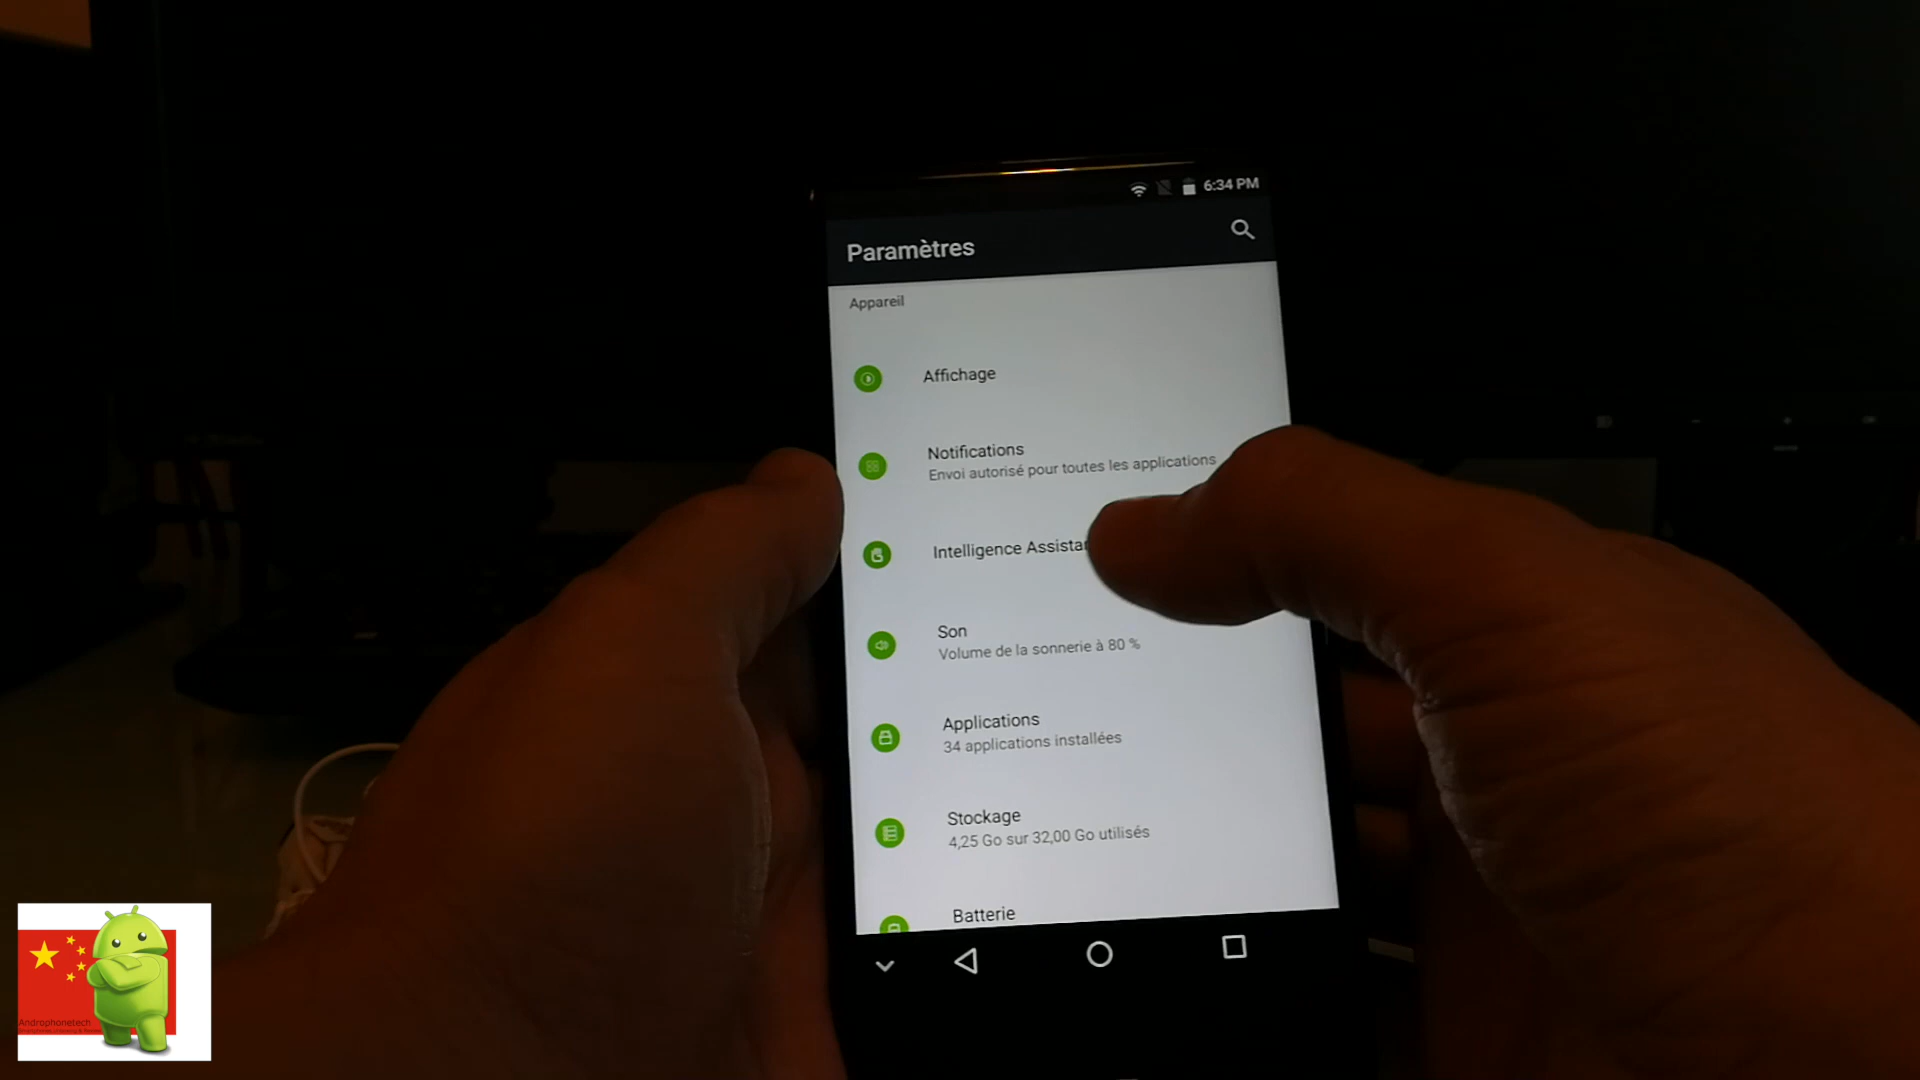 6:34 PM
Paramètres
Appareil
Affichage
Notifications
Envoi autorisé pour toutes les applications
Intelligence
Son
Volume de la sonnerie à 80 %
Applications
34 applications installées
Stockage
4,25 Go sur 32,00 Go utilisés
Batterie
Androphonetech